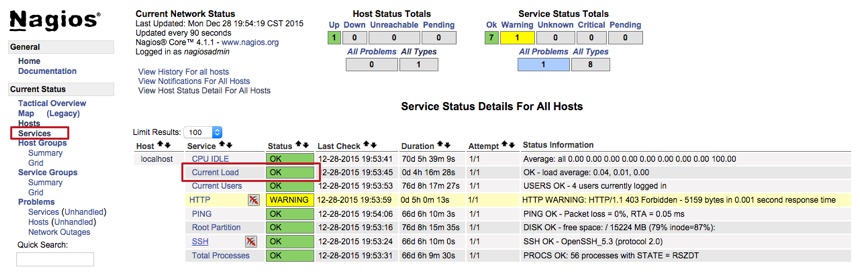 Nagios®
General
Home
Documentation
Current Status
Tactical Overview
Map (Legacy)
Hosts
Services
Host Groups
Summary
Grid
Service Groups
Summary
Grid
Problems
Services (Unhandled)
Hosts (Unhandled)
Network Outages
Quick Search:
Current Network Status
Last Updated: Mon Dec 28 19:54:19 CST 2015
Updated every 90 seconds
Nagios® Core™ 4.1.1 - www.nagios.org
Logged in as nagiosadmin
View History For all hosts
View Notifications For All Hosts
View Host Status Detail For All Hosts
Host Status Totals
Up Down Unreachable Pending
1 0 0 0
All Problems All Types
0 1
Service Status Totals
Ok Warning Unknown Critical Pending
7 1 0 0 0
All Problems All Types
1 8
Service Status Details For All Hosts
Limit Results: 100
Host Service Status Last Check Duration Attempt Status Information
localhost CPU IDLE OK 12-28-2015 19:53:41 70d 5h 39m 9s 1/1 Average: all 0.00 0.00 0.00 0.00 0.00 0.00 0.00 0.00 100.00
Current Load OK 12-28-2015 19:53:45 0d 4h 16m 28s 1/1 OK - load average: 0.04, 0.01, 0.00
Current Users OK 12-28-2015 19:53:53 76d 8h 17m 27s 1/1 USERS OK - 4 users currently logged in
HTTP WARNING 12-28-2015 19:53:59 0d 5h 0m 13s 1/1 HTTP WARNING: HTTP/1.1 403 Forbidden - 5159 bytes in 0.001 second response time
PING OK 12-28-2015 19:54:06 66d 6h 3m 0s 1/1 PING OK - Packet loss = 0%, RTA = 0.05 ms
Root Partition OK 12-28-2015 19:53:19 76d 8h 15m 35s 1/1 DISK OK - free space: / 15224 MB (79% inode=87%):
SSH OK 12-28-2015 19:53:24 66d 6h 10m 0s 1/1 SSH OK - OpenSSH_5.3 (protocol 2.0)
Total Processes OK 12-28-2015 19:53:31 66d 6h 9m 30s 1/1 PROCS OK: 56 processes with STATE = RSZDT